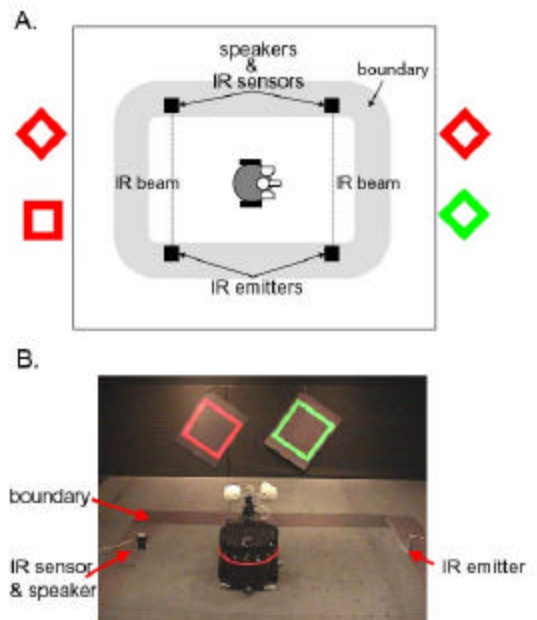 A.
speakers
&
IR sensors
boundary
IR beam
IR beam
IR emitters
B.
boundary
IR sensor
& speaker
IR emitter